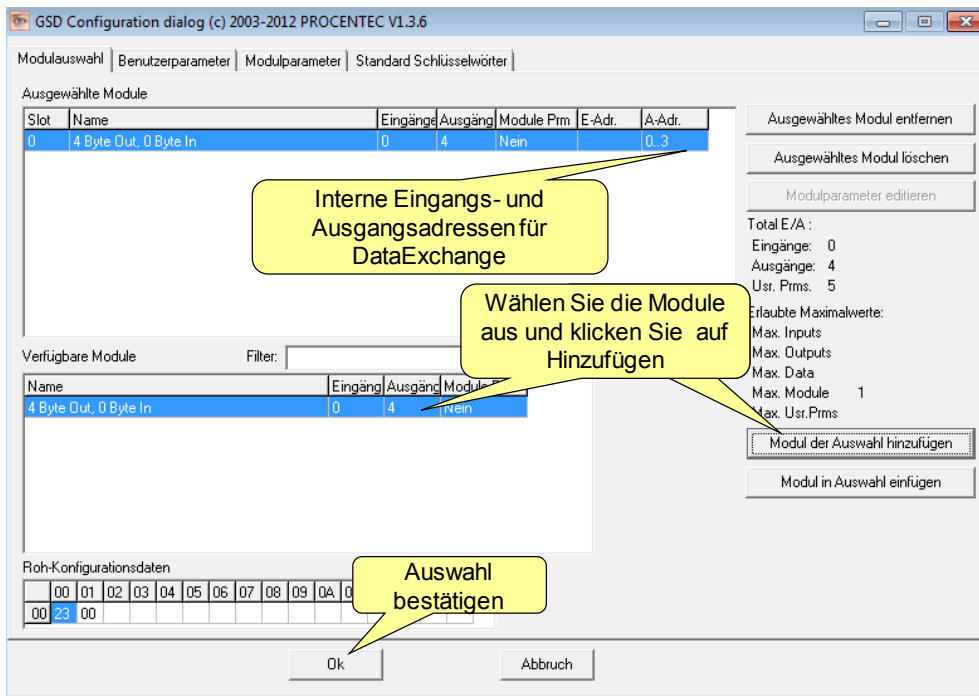 GSD Configuration dialog (c) 2003-2012 PROCENTEC V1.3.6
Modulauswahl Benutzerparameter Modulparameter Standard Schlüsselwörter
Ausgewählte Module
Slot Name Eingänge Ausgäng Module Prm E-Adr. A-Adr.
0 4 Byte Out, 0 Byte In 0 4 Nein 0..3
Interne Eingangs- und
Ausgangsadressen für
DataExchange
Ausgewähltes Modul entfernen
Ausgewähltes Modul löschen
Modulparameter editieren
Total E/A :
Eingänge: 0
Ausgänge: 4
Usr. Prms. 5
Erlaubte Maximalwerte:
Max. Inputs
Max. Outputs
Max. Data
Max. Module 1
Max. Usr.Prms
Wählen Sie die Module
aus und klicken Sie auf
Hinzufügen
Verfügbare Module Filter:
Name Eingäng Ausgäng Module
4 Byte Out, 0 Byte In 0 4 Nein
Modul der Auswahl hinzufügen
Modul in Auswahl einfügen
Roh-Konfigurationsdaten
00 01 02 03 04 05 06 07 08 09 0A
00 23 00
Auswahl
bestätigen
Ok Abbruch